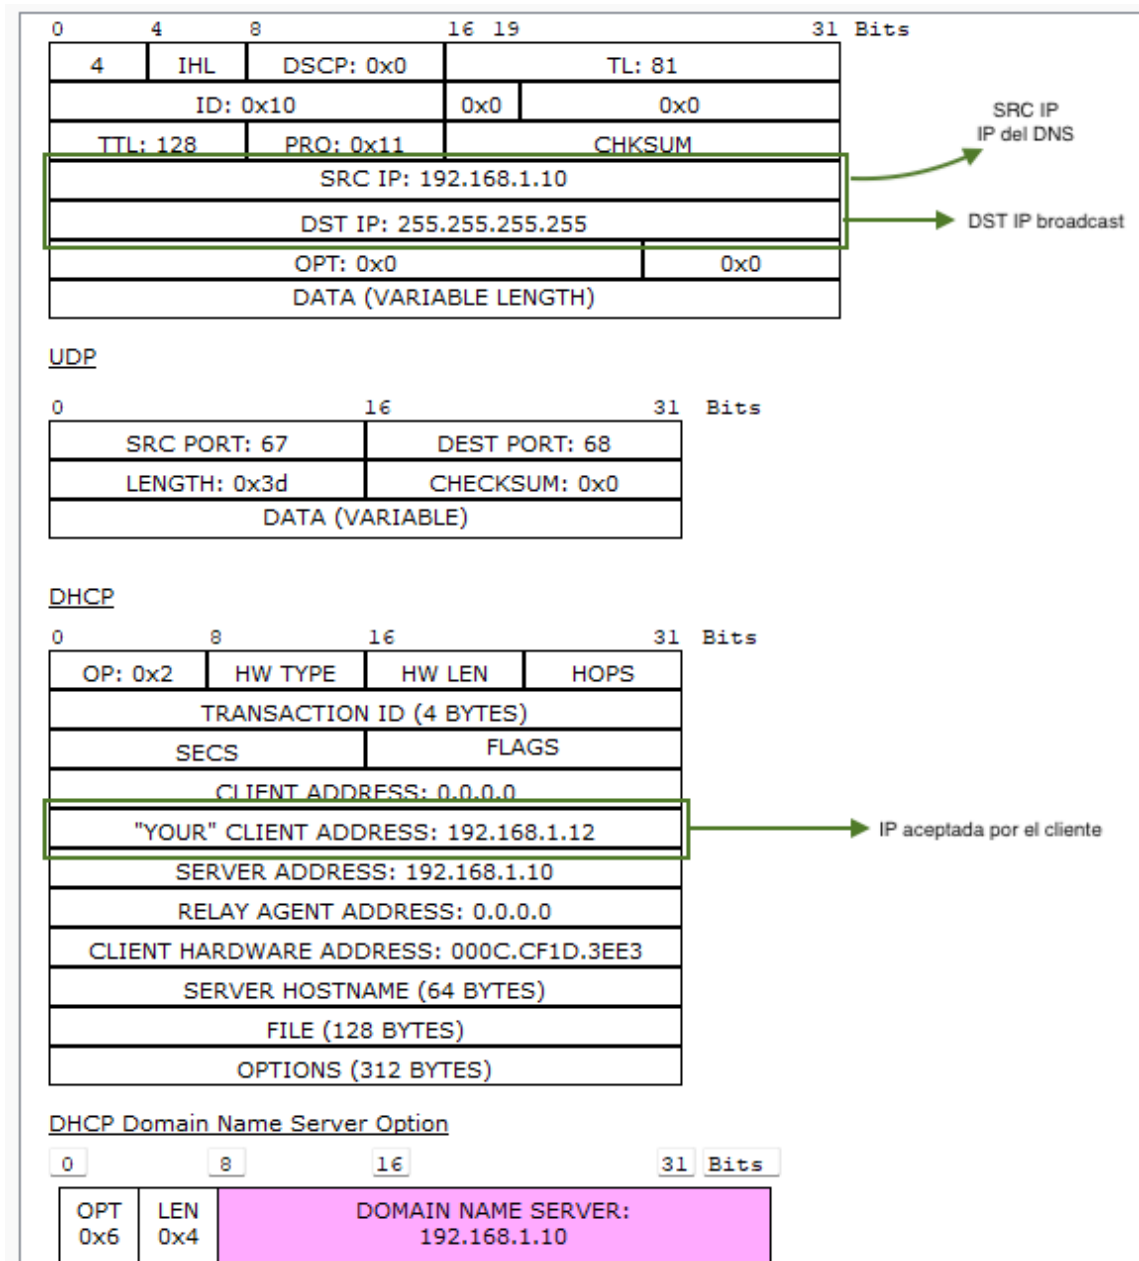 0 4 8 16 19 31 Bits
4 IHL DSCP: 0x0 TL: 81
ID: 0x10 0x0 0x0
SRC IP
IP del DNS
TTL: 128 PRO: 0x11 CHKSUM
SRC IP: 192.168.1.10
DST IP: 255.255.255.255
DST IP broadcast
OPT: 0x0 0x0
DATA (VARIABLE LENGTH)
UDP
0 16 31 Bits
SRC PORT: 67 DEST PORT: 68
LENGTH: 0x3d CHECKSUM: 0x0
DATA (VARIABLE)
DHCP
0 8 16 31 Bits
OP: 0x2 HW TYPE HW LEN HOPS
TRANSACTION ID (4 BYTES)
SECS FLAGS
CLIENT ADDRESS: 0.0.0.0
"YOUR" CLIENT ADDRESS: 192.168.1.12
IP aceptada por el cliente
SERVER ADDRESS: 192.168.1.10
RELAY AGENT ADDRESS: 0.0.0.0
CLIENT HARDWARE ADDRESS: 000C.CF1D.3EE3
SERVER HOSTNAME (64 BYTES)
FILE (128 BYTES)
OPTIONS (312 BYTES)
DHCP Domain Name Server Option
0 8 16 31 Bits
OPT LEN DOMAIN NAME SERVER:
0x6 0x4 192.168.1.10